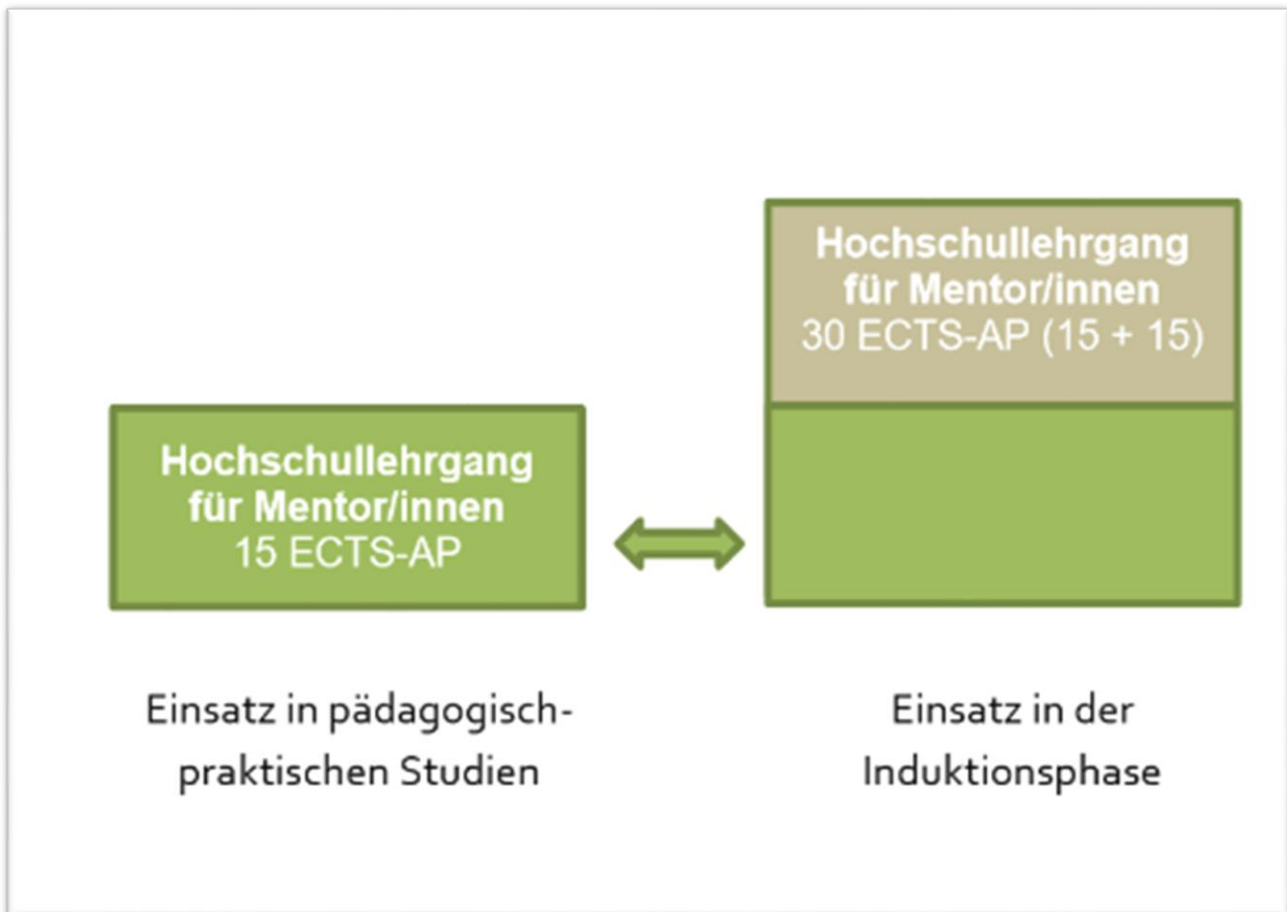 Hochschullehrgang
für Mentor/innen
15 ECTS-AP
Hochschullehrgang
für Mentor/innen
30 ECTS-AP (15 + 15)
Einsatz in pädagogisch-
praktischen Studien
Einsatz in der
Induktionsphase